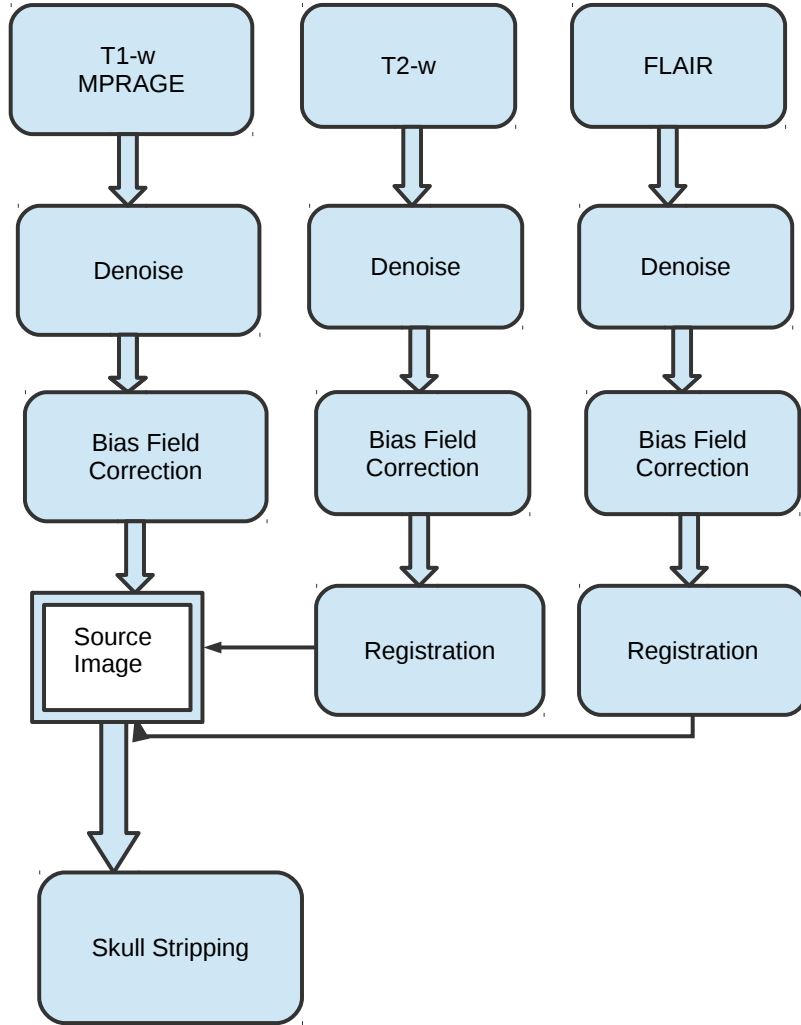 T1-w
MPRAGE
T2-w
FLAIR
Denoise
Denoise
Denoise
Bias Field
Correction
Bias Field
Correction
Bias Field
Correction
Source
Image
Registration
Registration
Skull Stripping